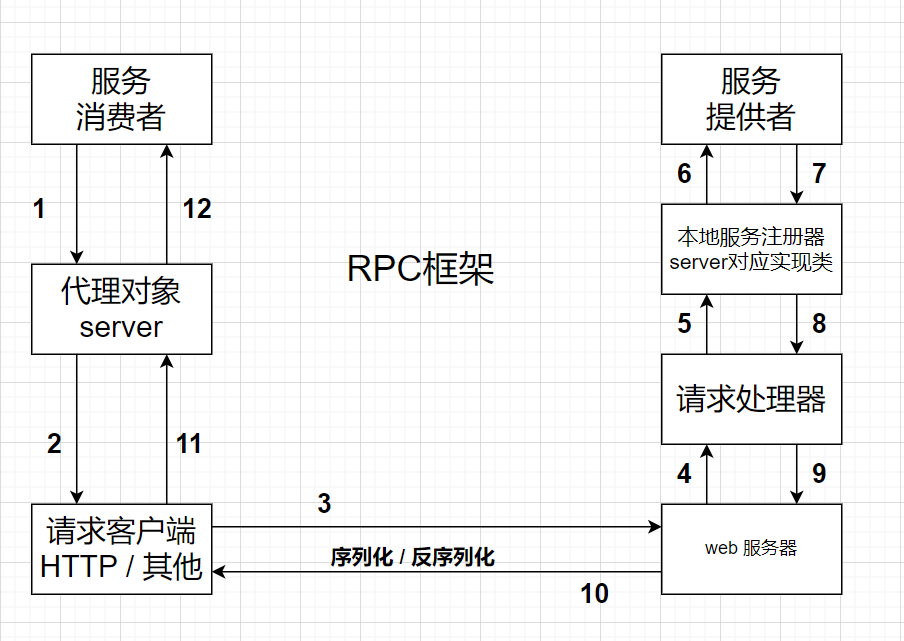 服务
消费者
服务
提供者
6
7
1
12
本地服务注册器
server对应实现类
RPC框架
代理对象
server
5
8
请求处理器
2
11
4
9
3
请求客户端
HTTP / 其他
web 服务器
序列化 / 反序列化
10